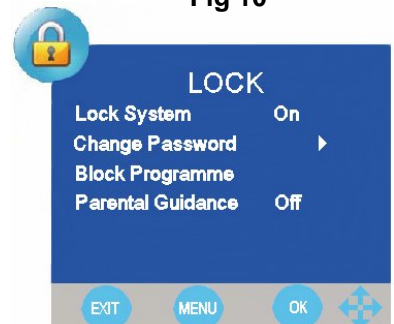 Fig 10
LOCK
Lock System On
Change Password
Block Programme
Parental Guidance Off
EXIT MENU OK